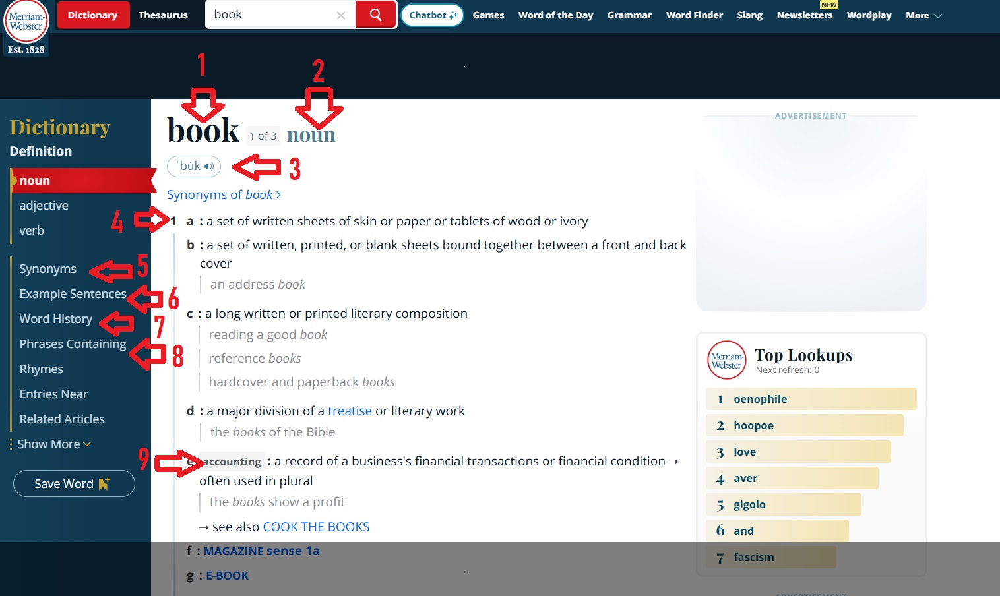 Merriam-
Webster
Est. 1828
Dictionary
Thesaurus
book
Chatbot
Games
Word of the Day
Grammar
Word Finder
Slang
NEW
Newsletters
Wordplay
More
1
2
Dictionary
Definition
noun
adjective
verb
Synonyms
Example Sentences
Word History
Phrases Containing
Rhymes
Entries Near
Related Articles
Show More
Save Word
4
5
6
7
8
9
book 1 of 3 noun
ˈbu̇k
3
Synonyms of book
1 a : a set of written sheets of skin or paper or tablets of wood or ivory
b : a set of written, printed, or blank sheets bound together between a front and back
cover
an address book
c : a long written or printed literary composition
reading a good book
reference books
hardcover and paperback books
d : a major division of a treatise or literary work
the books of the Bible
e accounting : a record of a business's financial transactions or financial condition →
often used in plural
the books show a profit
→ see also COOK THE BOOKS
f : MAGAZINE sense 1a
g : E-BOOK
ADVERTISEMENT
Merriam-
Webster
Top Lookups
Next refresh: 0
1 oenophile
2 hoopoe
3 love
4 aver
5 gigolo
6 and
7 fascism
ADVERTISEMENT